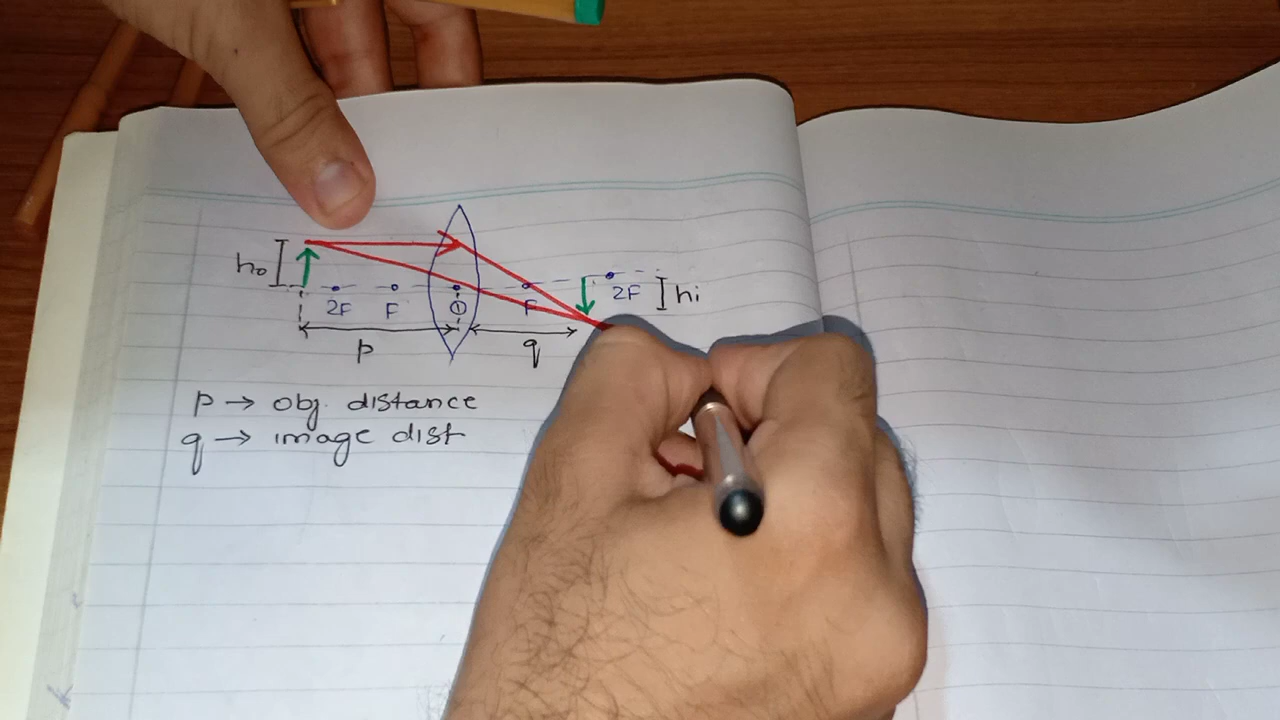 ho
2F F O F 2F hi
p q
p → obj. distance
q → image dist